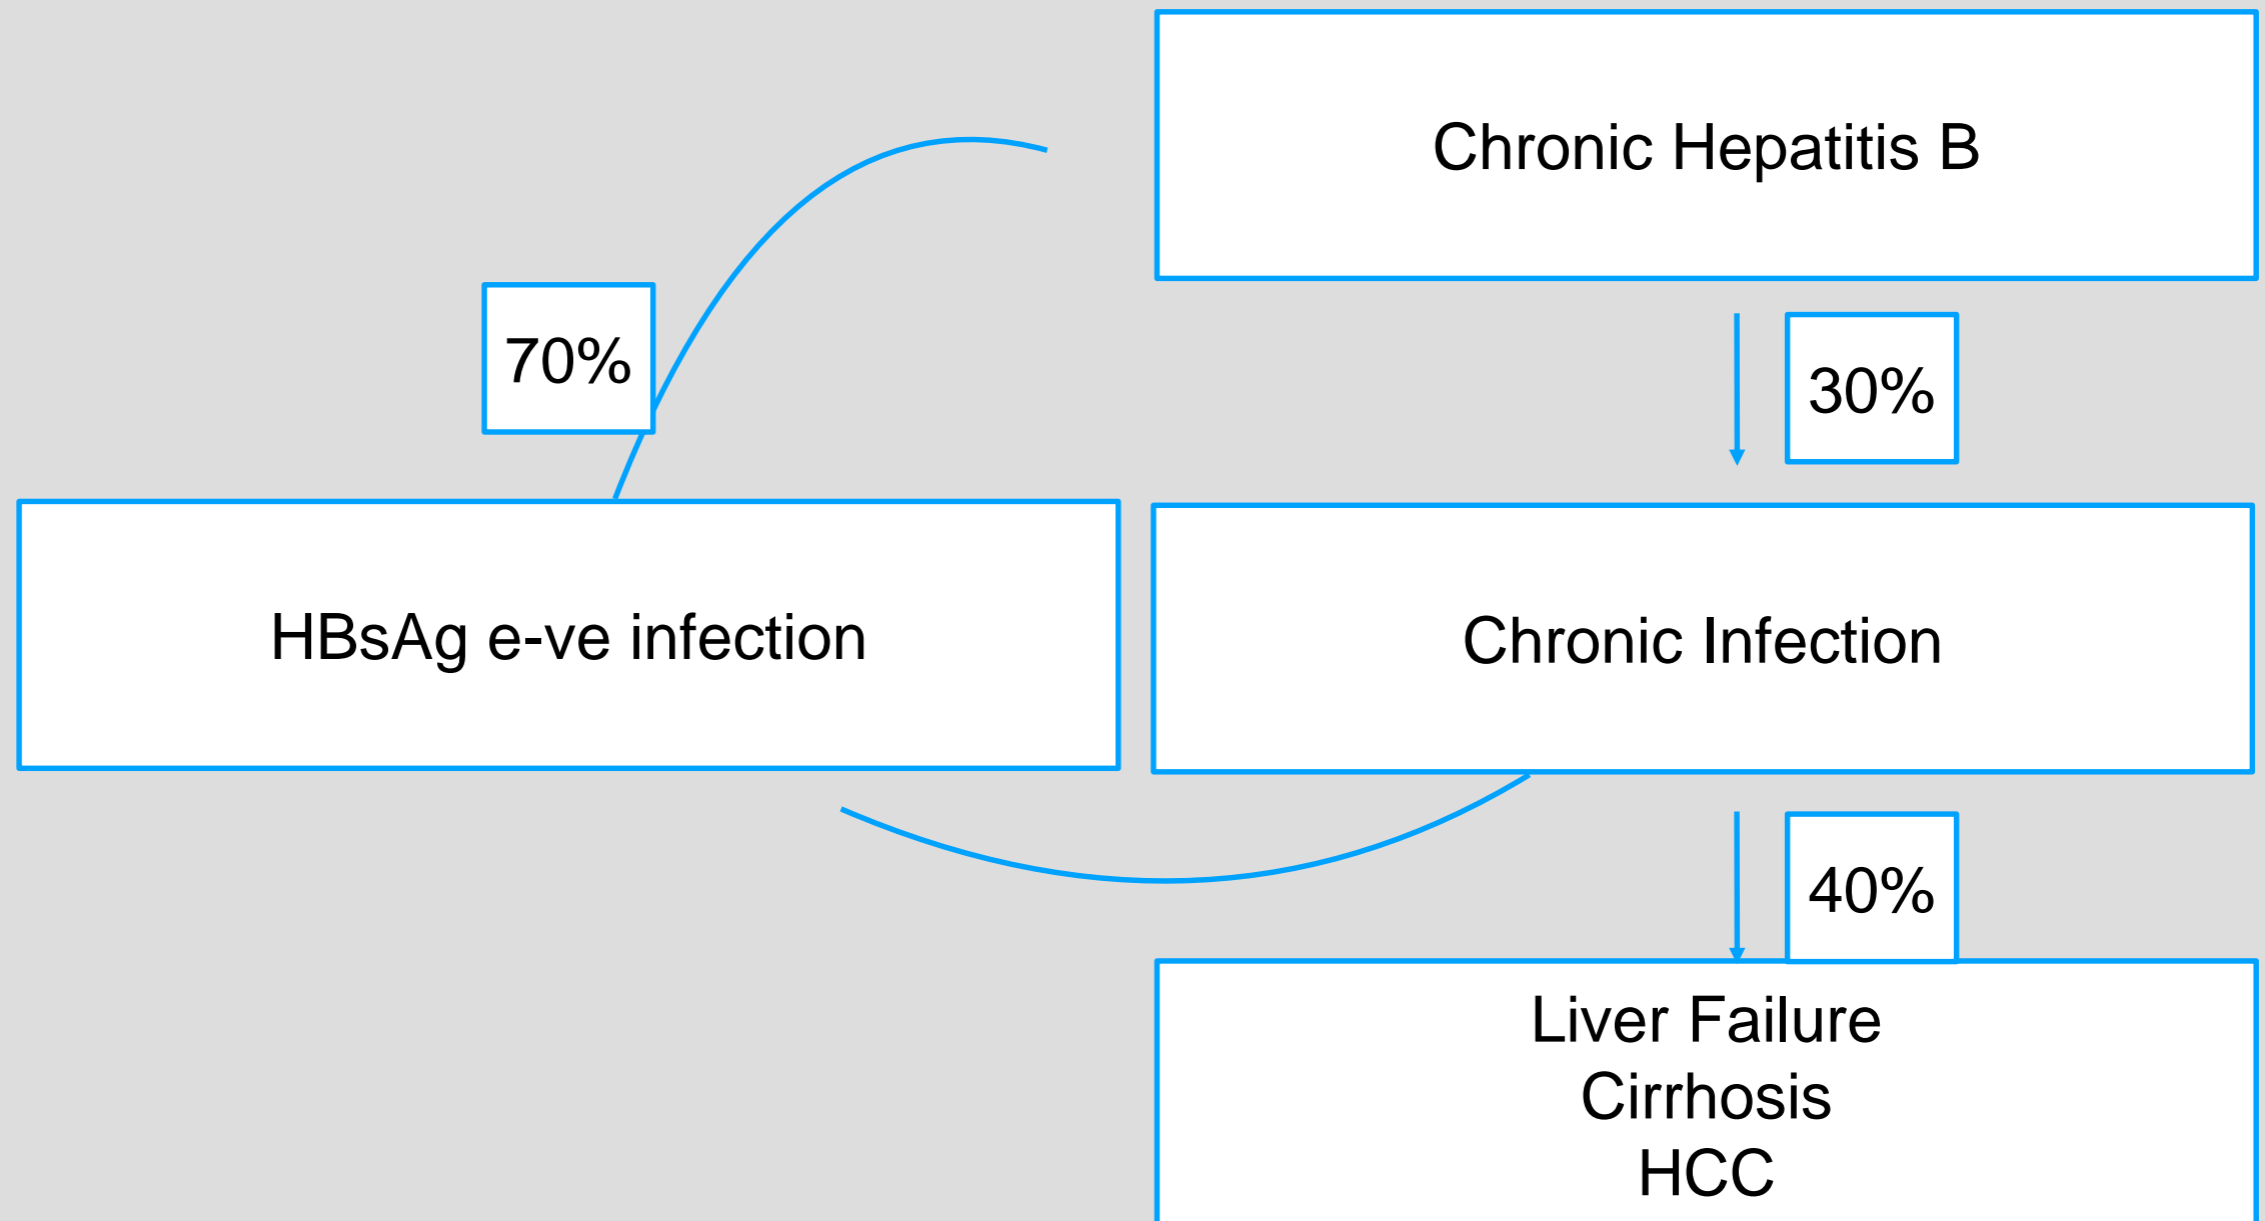 Chronic Hepatitis B
70%
30%
HBsAg e-ve infection
Chronic Infection
40%
Liver Failure
Cirrhosis
HCC